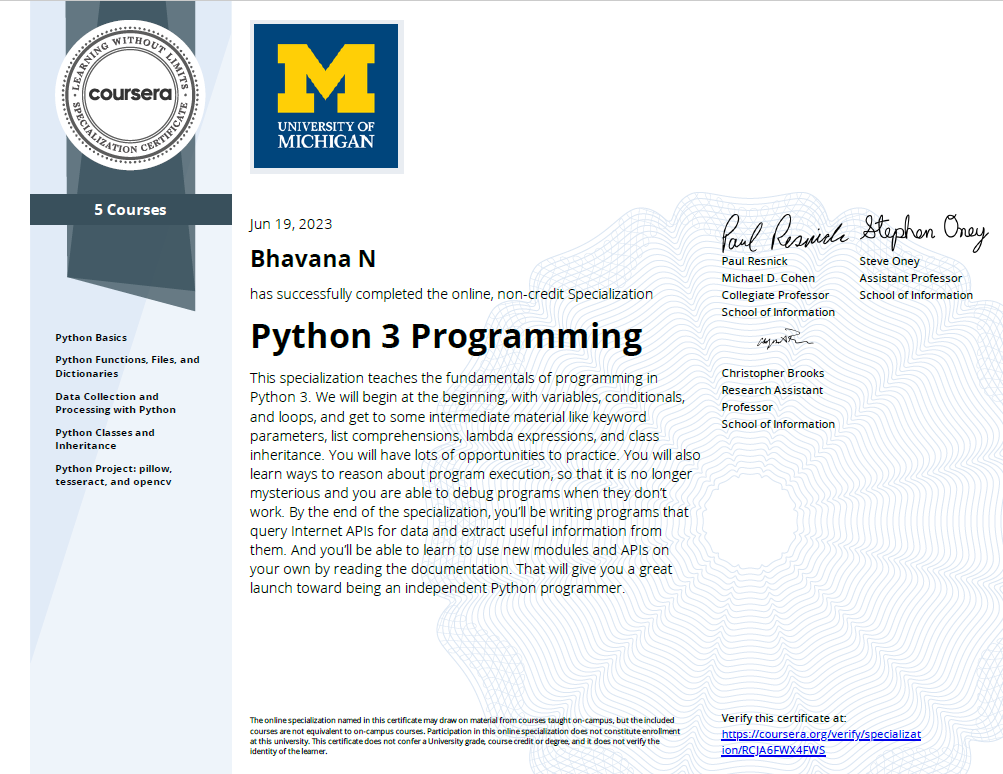 LEARNING WITHOUT LIMITS
coursera
SPECIALIZATION CERTIFICATE
M
UNIVERSITY OF
MICHIGAN
5 Courses
Python Basics
Python Functions, Files, and
Dictionaries
Data Collection and
Processing with Python
Python Classes and
Inheritance
Python Project: pillow,
tesseract, and opencv
Jun 19, 2023
Bhavana N
has successfully completed the online, non-credit Specialization
Python 3 Programming
This specialization teaches the fundamentals of programming in
Python 3. We will begin at the beginning, with variables, conditionals,
and loops, and get to some intermediate material like keyword
parameters, list comprehensions, lambda expressions, and class
inheritance. You will have lots of opportunities to practice. You will also
learn ways to reason about program execution, so that it is no longer
mysterious and you are able to debug programs when they don’t
work. By the end of the specialization, you’ll be writing programs that
query Internet APIs for data and extract useful information from
them. And you’ll be able to learn to use new modules and APIs on
your own by reading the documentation. That will give you a great
launch toward being an independent Python programmer.
Paul Resnick
Paul Resnick
Michael D. Cohen
Collegiate Professor
School of Information
Stephen Oney
Steve Oney
Assistant Professor
School of Information
Christopher Brooks
Research Assistant
Professor
School of Information
The online specialization named in this certificate may draw on material from courses taught on-campus, but the included
courses are not equivalent to on-campus courses. Participation in this online specialization does not constitute enrollment
at this university. This certificate does not confer a University grade, course credit or degree, and it does not verify the
identity of the learner.
Verify this certificate at:
https://coursera.org/verify/specializat
ion/RCJA6FWX4FWS